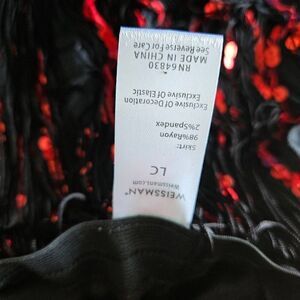 WEISSMAN®
Weissman.com
LC
Skirt:
98%Rayon
2%Spandex
Exclusive Of Decoration
Exclusive Of Elastic
RN64830
MADE IN CHINA
See Reverse For Care